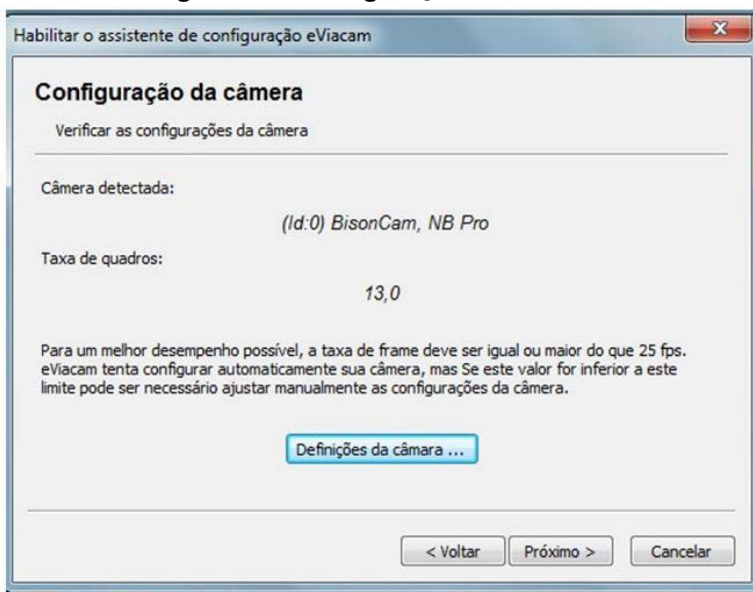 Habilitar o assistente de configuração eViacam
Configuração da câmera
Verificar as configurações da câmera
Câmera detectada:
(Id:0) BisonCam, NB Pro
Taxa de quadros:
13,0
Para um melhor desempenho possível, a taxa de frame deve ser igual ou maior do que 25 fps.
eViacam tenta configurar automaticamente sua câmera, mas Se este valor for inferior a este
limite pode ser necessário ajustar manualmente as configurações da câmera.
Definições da câmara ...
< Voltar Próximo > Cancelar